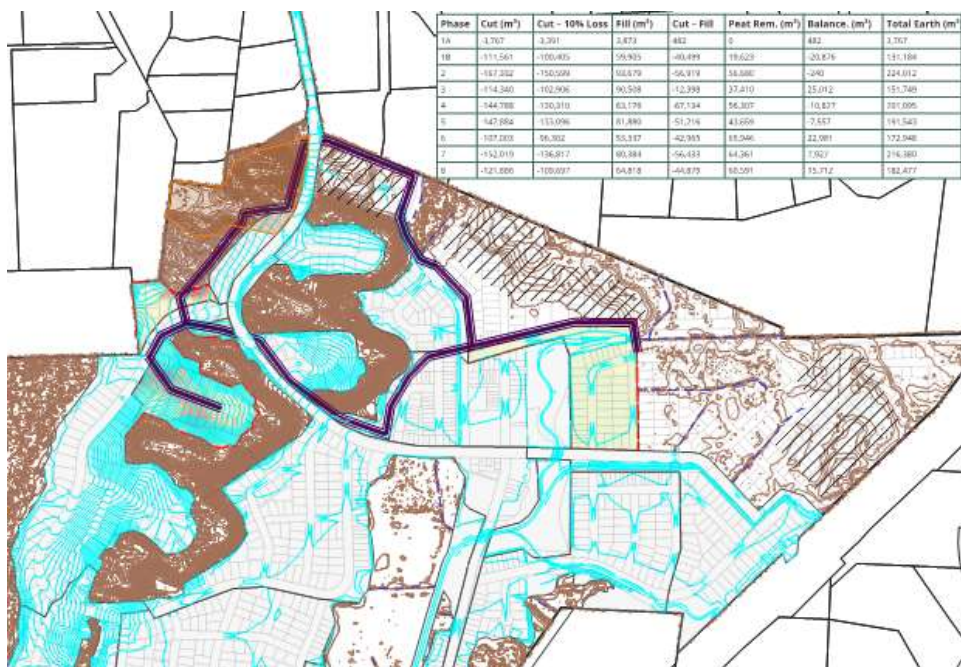 Phase Cut (m³) Cut - 10% Loss Fill (m³) Cut - Fill Peat Rem. (m³) Balance. (m³) Total Earth (m³
1A -3,767 -3,391 3,873 482 0 482 3,767
1B -111,561 -100,405 59,905 -40,499 19,623 -20,876 131,184
2 -167,332 -150,599 93,679 -56,919 56,680 -240 224,012
3 -114,340 -102,906 90,508 -12,398 37,410 25,012 151,749
4 -144,788 -130,310 63,176 -67,134 56,307 -10,827 201,095
5 -147,884 -133,096 81,880 -51,216 43,659 -7,557 191,543
6 -107,003 -96,302 53,337 -42,965 65,946 22,981 172,948
7 -152,019 -136,817 80,384 -56,433 64,361 7,927 216,380
8 -121,886 -109,697 64,818 -44,879 60,591 15,712 182,477